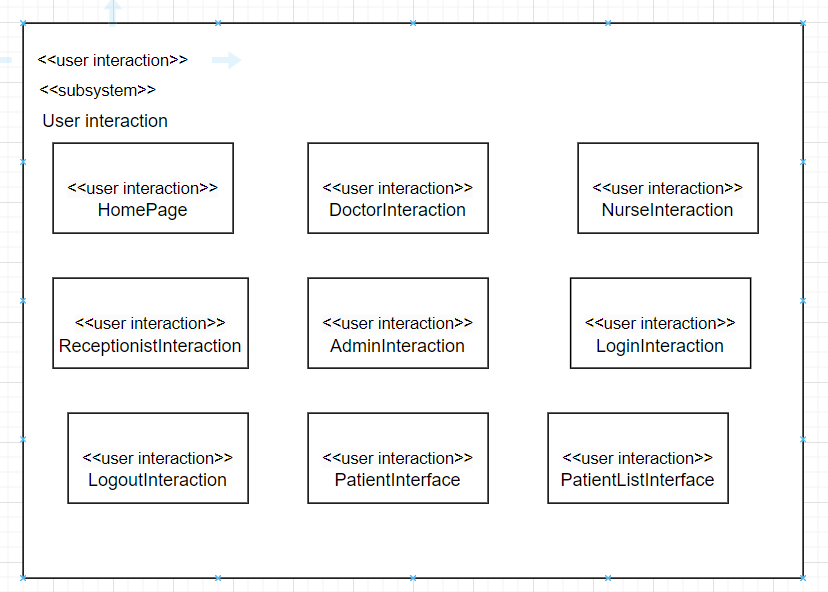 <<user interaction>>
<<subsystem>>
User interaction
<<user interaction>>
HomePage
<<user interaction>>
DoctorInteraction
<<user interaction>>
NurseInteraction
<<user interaction>>
ReceptionistInteraction
<<user interaction>>
AdminInteraction
<<user interaction>>
LoginInteraction
<<user interaction>>
LogoutInteraction
<<user interaction>>
PatientInterface
<<user interaction>>
PatientListInterface